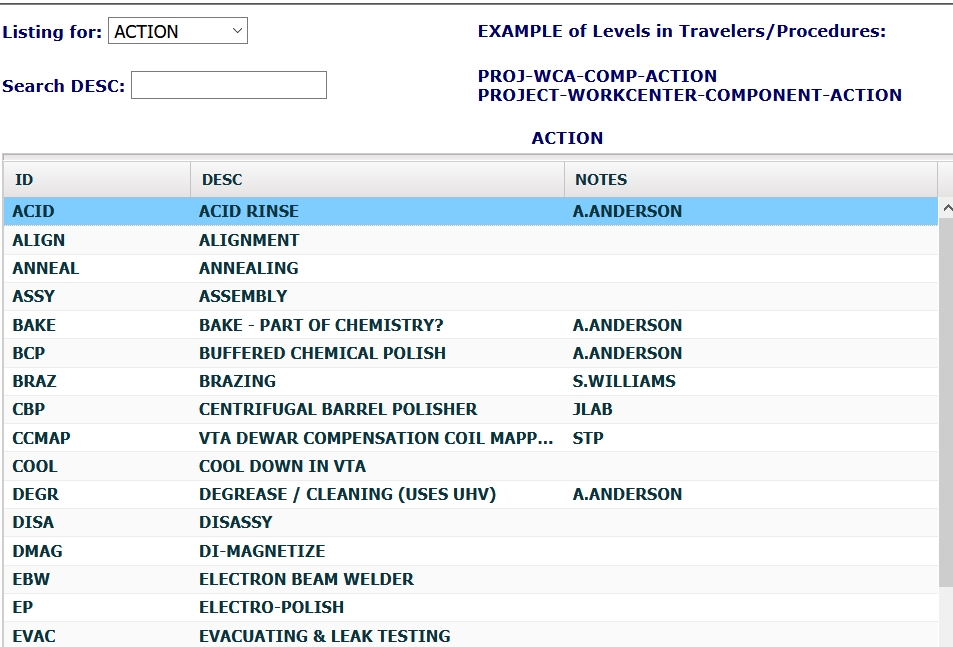 Listing for: ACTION
EXAMPLE of Levels in Travelers/Procedures:
Search DESC:
PROJ-WCA-COMP-ACTION
PROJECT-WORKCENTER-COMPONENT-ACTION
ACTION
ID DESC NOTES
ACID ACID RINSE A.ANDERSON
ALIGN ALIGNMENT
ANNEAL ANNEALING
ASSY ASSEMBLY
BAKE BAKE - PART OF CHEMISTRY? A.ANDERSON
BCP BUFFERED CHEMICAL POLISH A.ANDERSON
BRAZ BRAZING S.WILLIAMS
CBP CENTRIFUGAL BARREL POLISHER JLAB
CCMAP VTA DEWAR COMPENSATION COIL MAPP... STP
COOL COOL DOWN IN VTA
DEGR DEGREASE / CLEANING (USES UHV) A.ANDERSON
DISA DISASSY
DMAG DI-MAGNETIZE
EBW ELECTRON BEAM WELDER
EP ELECTRO-POLISH
EVAC EVACUATING & LEAK TESTING